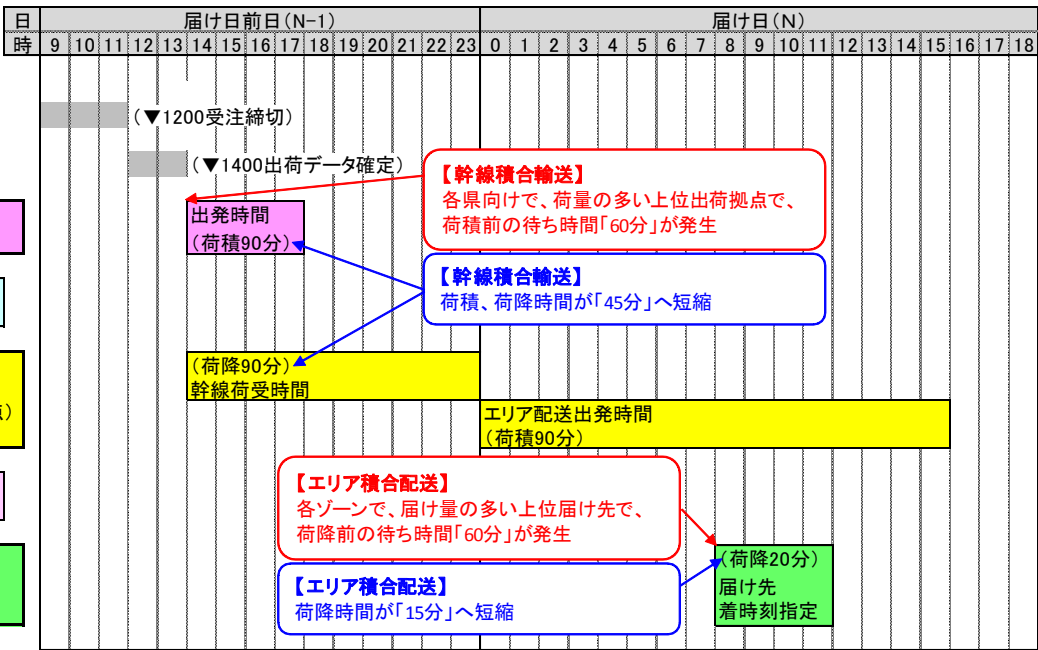 日 届け日前日(N-1) 届け日(N)
時 9 10 11 12 13 14 15 16 17 18 19 20 21 22 23 0 1 2 3 4 5 6 7 8 9 10 11 12 13 14 15 16 17 18
(▼1200受注締切)
(▼1400出荷データ確定)
【幹線積合輸送】
各県向けで、荷量の多い上位出荷拠点で、
荷積前の待ち時間「60分」が発生
出発時間
(荷積90分)
【幹線積合輸送】
荷積、荷降時間が「45分」へ短縮
(荷降90分)
幹線荷受時間
)
エリア配送出発時間
(荷積90分)
【エリア積合配送】
各ゾーンで、届け量の多い上位届け先で、
荷降前の待ち時間「60分」が発生
(荷降20分)
届け先
着時刻指定
【エリア積合配送】
荷降時間が「15分」へ短縮